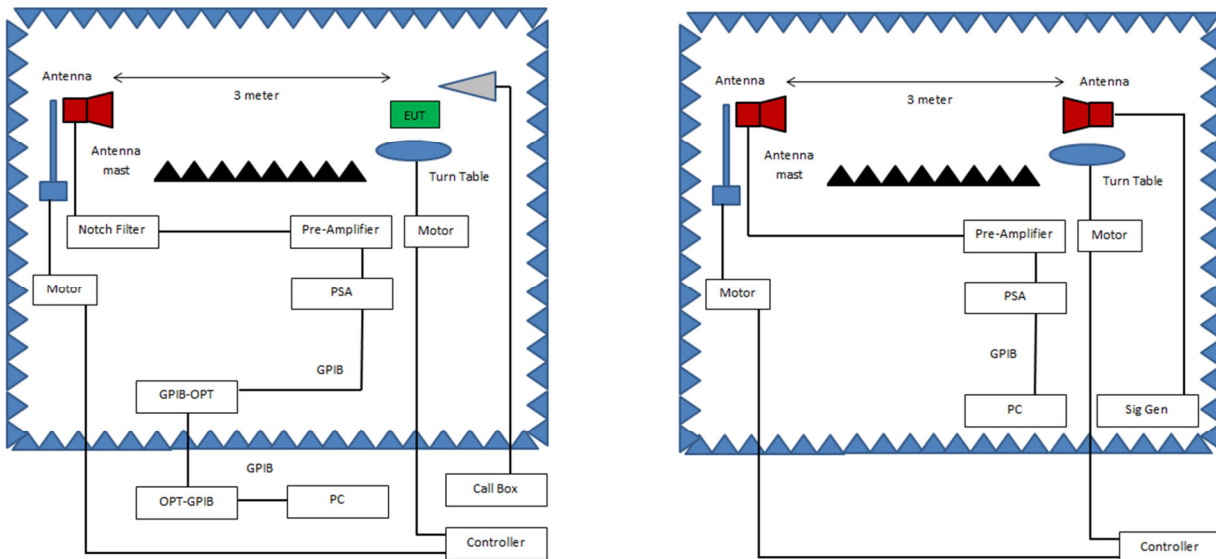 Antenna
3 meter
EUT
Antenna
mast
Turn Table
Notch Filter
Pre-Amplifier
Motor
Motor
PSA
GPIB
GPIB-OPT
GPIB
OPT-GPIB
PC
Call Box
Controller
Antenna
Antenna
3 meter
Antenna
mast
Turn Table
Pre-Amplifier
Motor
Motor
PSA
GPIB
PC
Sig Gen
Controller